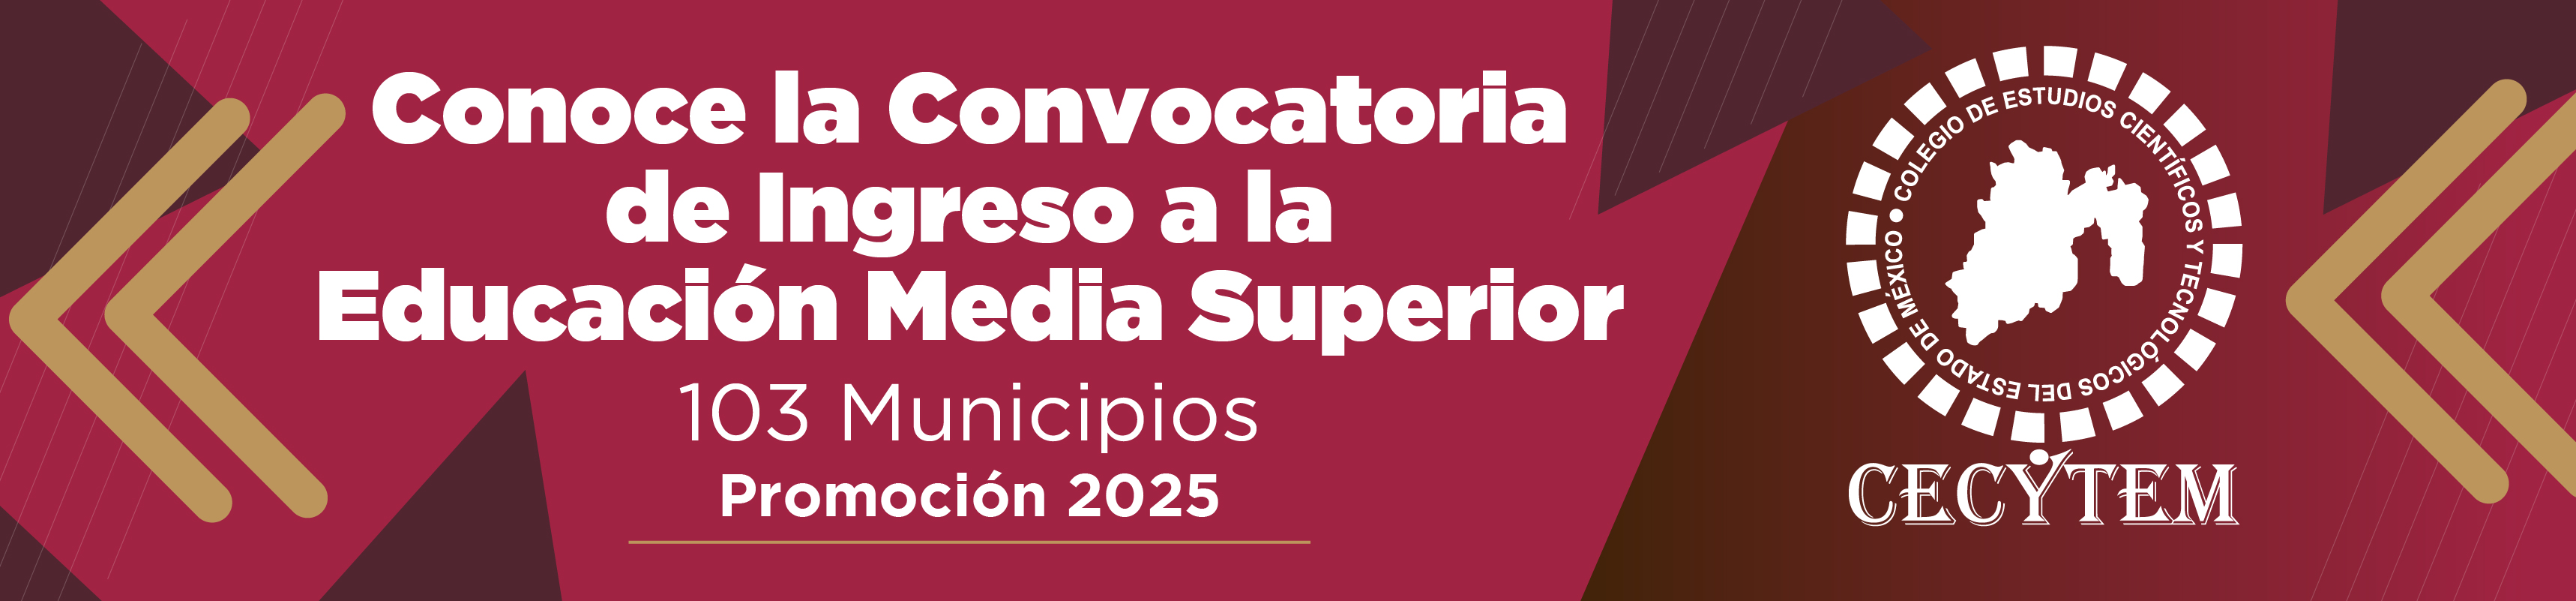 Conoce la Convocatoria
de Ingreso a la
Educación Media Superior
103 Municipios
Promoción 2025
COLEGIO DE ESTUDIOS CIENTÍFICOS Y TECNOLÓGICOS DEL ESTADO DE MÉXICO
CECYTEM